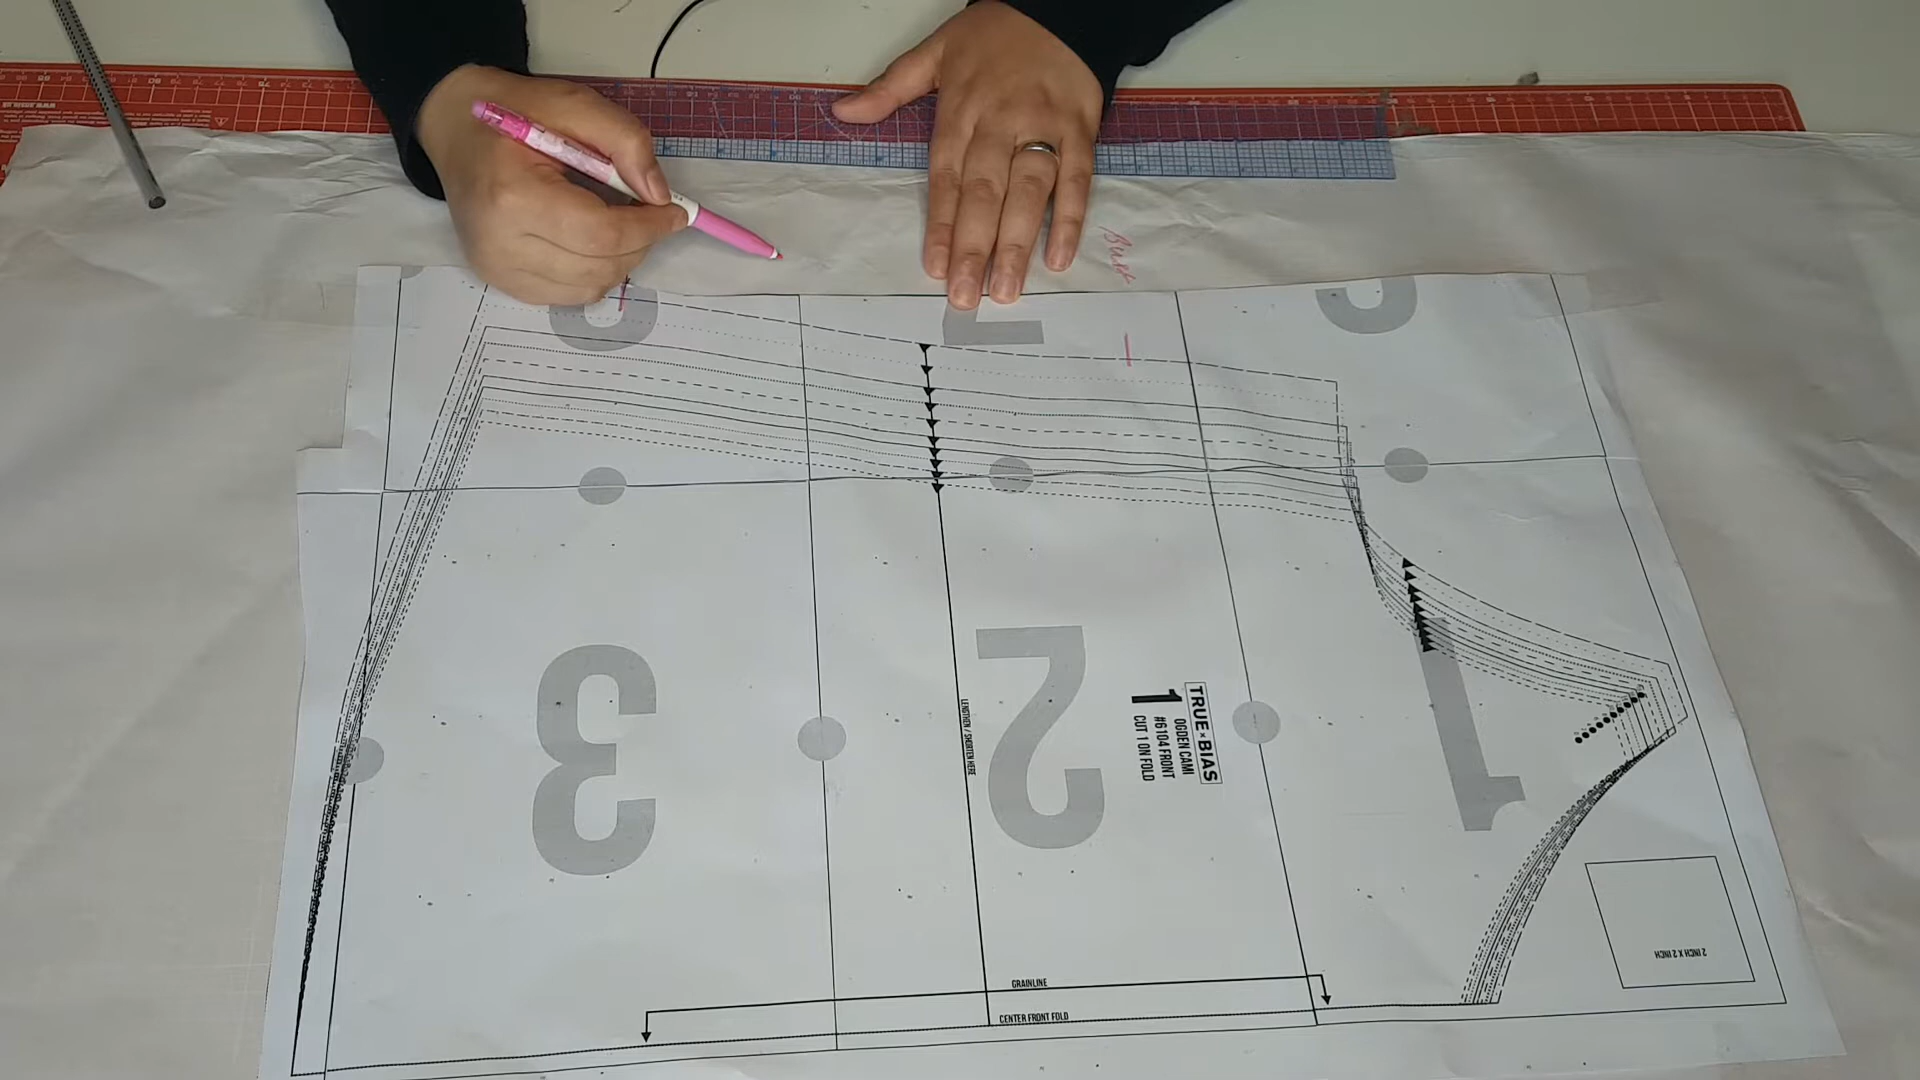 Bust
3
2
1
TRUE BIAS
1
OGDEN CAMI
#6104 FRONT
CUT 1 ON FOLD
LENGTHEN / SHORTEN HERE
2 INCH X 2 INCH
GRAINLINE
CENTER FRONT FOLD